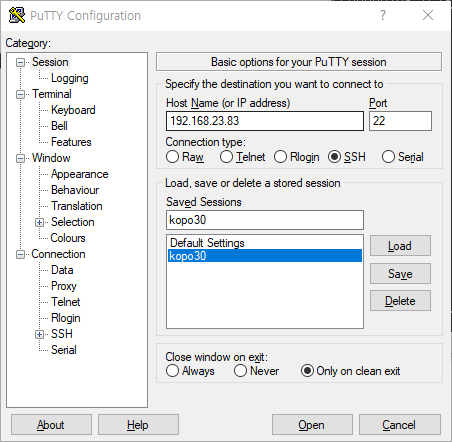 PuTTY Configuration
?
Category:
Session
Logging
Terminal
Keyboard
Bell
Features
Window
Appearance
Behaviour
Translation
Selection
Colours
Connection
Data
Proxy
Telnet
Rlogin
SSH
Serial
Basic options for your PuTTY session
Specify the destination you want to connect to
Host Name (or IP address) Port
192.168.23.83 22
Connection type:
Raw Telnet Rlogin SSH Serial
Load, save or delete a stored session
Saved Sessions
kopo30
Default Settings
kopo30
Load
Save
Delete
Close window on exit:
Always Never Only on clean exit
About Help Open Cancel